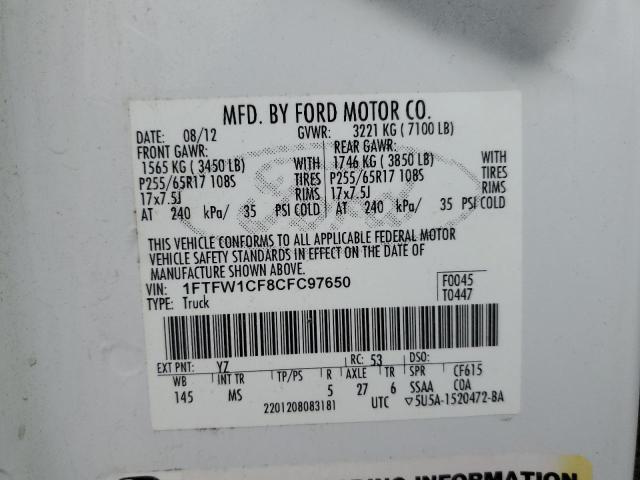 MFD. BY FORD MOTOR CO.
DATE: 08/12 GVWR: 3221 KG ( 7100 LB)
FRONT GAWR: REAR GAWR:
1565 KG ( 3450 LB) WITH 1746 KG ( 3850 LB) WITH
P255/65R17 108S TIRES P255/65R17 108S TIRES
17x7.5J RIMS 17x7.5J RIMS
AT 240 kPa/ 35 PSI COLD AT 240 kPa/ 35 PSI COLD
THIS VEHICLE CONFORMS TO ALL APPLICABLE FEDERAL MOTOR
VEHICLE SAFETY STANDARDS IN EFFECT ON THE DATE OF
MANUFACTURE SHOWN ABOVE.
VIN: 1FTFW1CF8CFC97650 F0045
TYPE: Truck T0447
EXT PNT: YZ RC: 53 DSO:
WB INT TR TP/PS R AXLE TR SPR CF615
145 MS 5 27 6 SSAA COA
2201208083181 UTC ▽5U5A-1520472-BA
INFORMATION